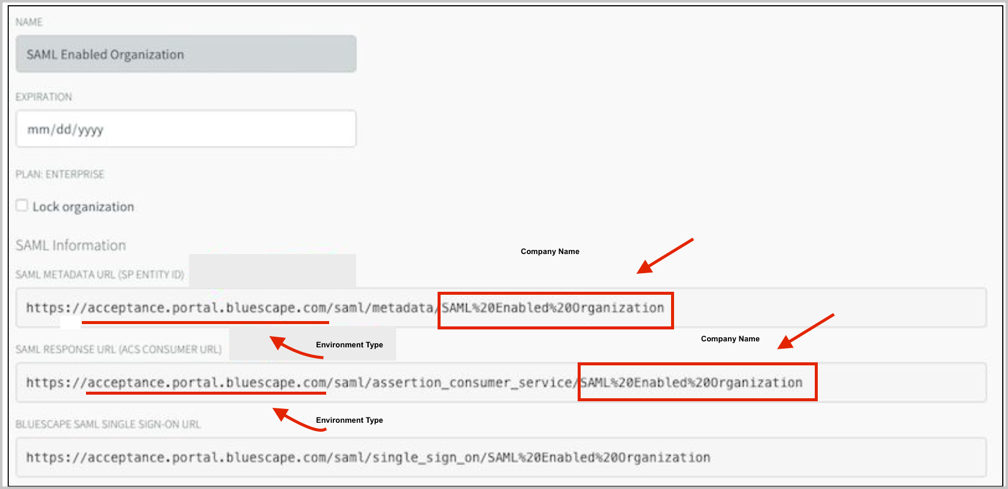 NAME
SAML Enabled Organization
EXPIRATION
mm/dd/yyyy
PLAN: ENTERPRISE
Lock organization
SAML Information
Company Name
SAML METADATA URL (SP ENTITY ID)
https://acceptance.portal.bluescape.com/saml/metadata/SAML%20Enabled%20Organization
Company Name
Environment Type
SAML RESPONSE URL (ACS CONSUMER URL)
https://acceptance.portal.bluescape.com/saml/assertion_consumer_service/SAML%20Enabled%20Organization
Environment Type
BLUESCAPE SAML SINGLE SIGN-ON URL
https://acceptance.portal.bluescape.com/saml/single_sign_on/SAML%20Enabled%20Organization